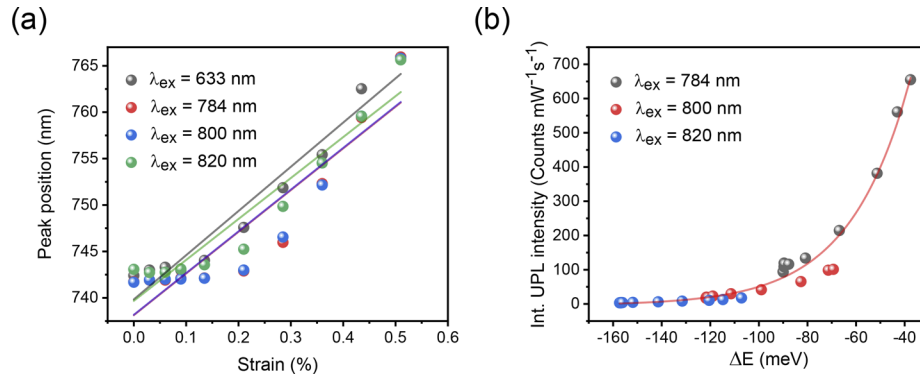 (a)
765
760
755
750
745
740
0.0 0.1 0.2 0.3 0.4 0.5 0.6
Peak position (nm)
Strain (%)
λex = 633 nm
λex = 784 nm
λex = 800 nm
λex = 820 nm
(b)
700
600
500
400
300
200
100
0
-160 -140 -120 -100 -80 -60 -40
Int. UPL intensity (Counts mW⁻¹s⁻¹)
ΔE (meV)
λex = 784 nm
λex = 800 nm
λex = 820 nm